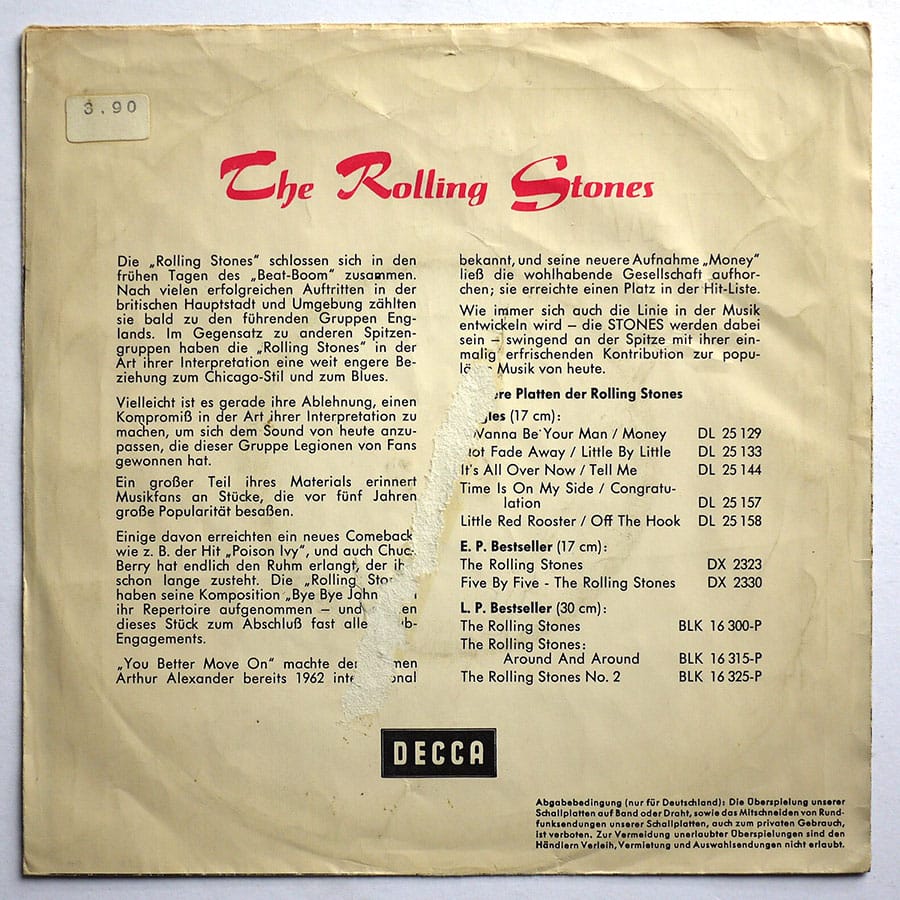 3.90
The Rolling Stones
Die „Rolling Stones“ schlossen sich in den
frühen Tagen des „Beat-Boom“ zusammen.
Nach vielen erfolgreichen Auftritten in der
britischen Hauptstadt und Umgebung zählten
sie bald zu den führenden Gruppen Eng-
lands. Im Gegensatz zu anderen Spitzen-
gruppen haben die „Rolling Stones“ in der
Art ihrer Interpretation eine weit engere Be-
ziehung zum Chicago-Stil und zum Blues.
Vielleicht ist es gerade ihre Ablehnung, einen
Kompromiß in der Art ihrer Interpretation zu
machen, um sich dem Sound von heute anzu-
passen, die dieser Gruppe Legionen von Fans
gewonnen hat.
Ein großer Teil ihres Materials erinnert
Musikfans an Stücke, die vor fünf Jahren
große Popularität besaßen.
Einige davon erreichten ein neues Comeback
wie z. B. der Hit „Poison Ivy“, und auch Chuc
Berry hat endlich den Ruhm erlangt, der ih
schon lange zusteht. Die „Rolling Sto
haben seine Komposition „Bye Bye John
ihr Repertoire aufgenommen – und en
dieses Stück zum Abschluß fast alle ub-
Engagements.
„You Better Move On“ machte de men
Arthur Alexander bereits 1962 inte onal
bekannt, und seine neuere Aufnahme „Money“
ließ die wohlhabende Gesellschaft aufhor-
chen; sie erreichte einen Platz in der Hit-Liste.
Wie immer sich auch die Linie in der Musik
entwickeln wird – die STONES werden dabei
sein – swingend an der Spitze mit ihrer ein-
malig erfrischenden Kontribution zur popu-
lä Musik von heute.
ere Platten der Rolling Stones
gles (17 cm):
Wanna Be Your Man / Money DL 25 129
Not Fade Away / Little By Little DL 25 133
It's All Over Now / Tell Me DL 25 144
Time Is On My Side / Congratu-
lation DL 25 157
Little Red Rooster / Off The Hook DL 25 158
E. P. Bestseller (17 cm):
The Rolling Stones DX 2323
Five By Five - The Rolling Stones DX 2330
L. P. Bestseller (30 cm):
The Rolling Stones BLK 16 300-P
The Rolling Stones:
Around And Around BLK 16 315-P
The Rolling Stones No. 2 BLK 16 325-P
DECCA
Abgabebedingung (nur für Deutschland): Die Überspielung unserer
Schallplatten auf Band oder Draht, sowie das Mitschneiden von Rund-
funksendungen unserer Schallplatten, auch zum privaten Gebrauch,
ist verboten. Zur Vermeidung unerlaubter Überspielungen sind den
Händlern Verleih, Vermietung und Auswahlsendungen nicht erlaubt.